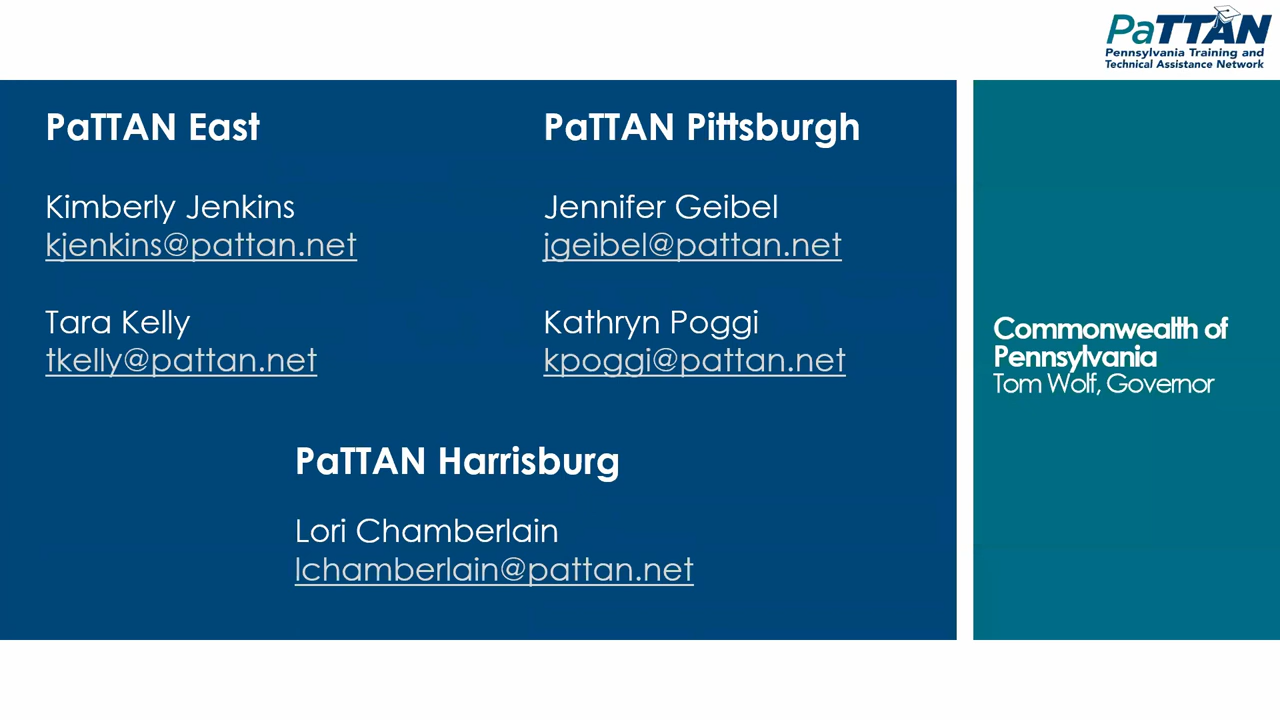 PaTTAN
Pennsylvania Training and
Technical Assistance Network
PaTTAN East
Kimberly Jenkins
kjenkins@pattan.net
Tara Kelly
tkelly@pattan.net
PaTTAN Pittsburgh
Jennifer Geibel
jgeibel@pattan.net
Kathryn Poggi
kpoggi@pattan.net
PaTTAN Harrisburg
Lori Chamberlain
lchamberlain@pattan.net
Commonwealth of
Pennsylvania
Tom Wolf, Governor